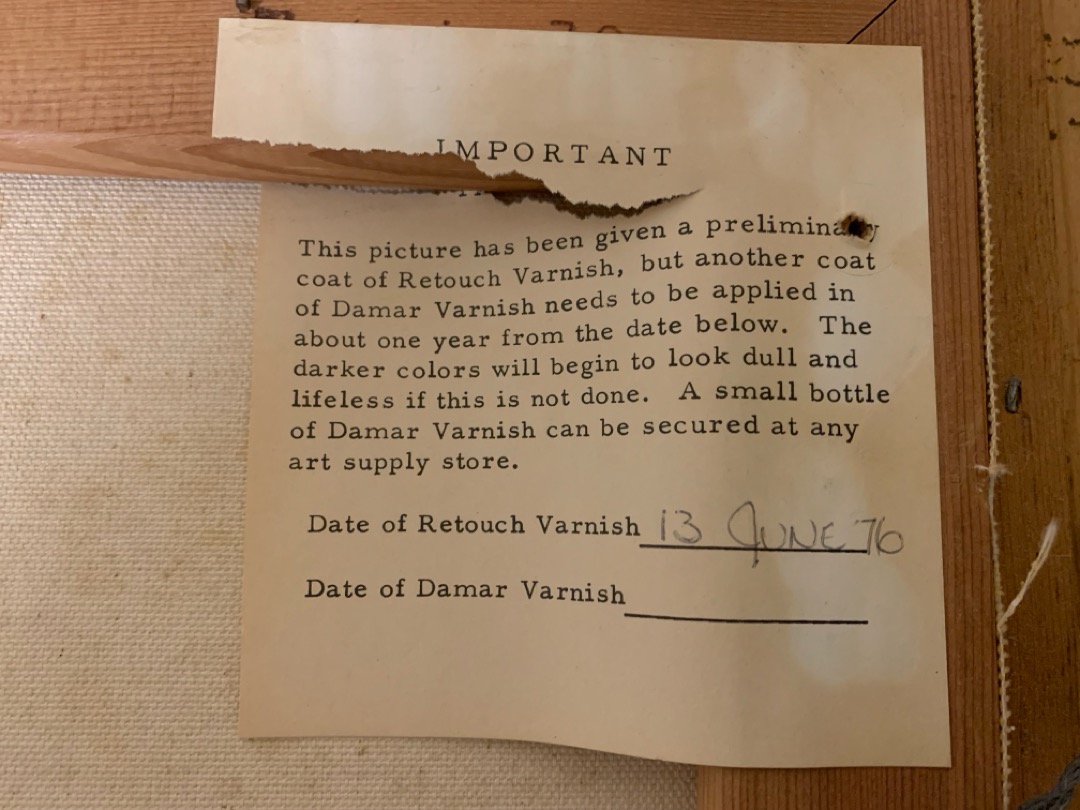 IMPORTANT
This picture has been given a preliminary
coat of Retouch Varnish, but another coat
of Damar Varnish needs to be applied in
about one year from the date below. The
darker colors will begin to look dull and
lifeless if this is not done. A small bottle
of Damar Varnish can be secured at any
art supply store.
Date of Retouch Varnish 13 JUNE '76
Date of Damar Varnish